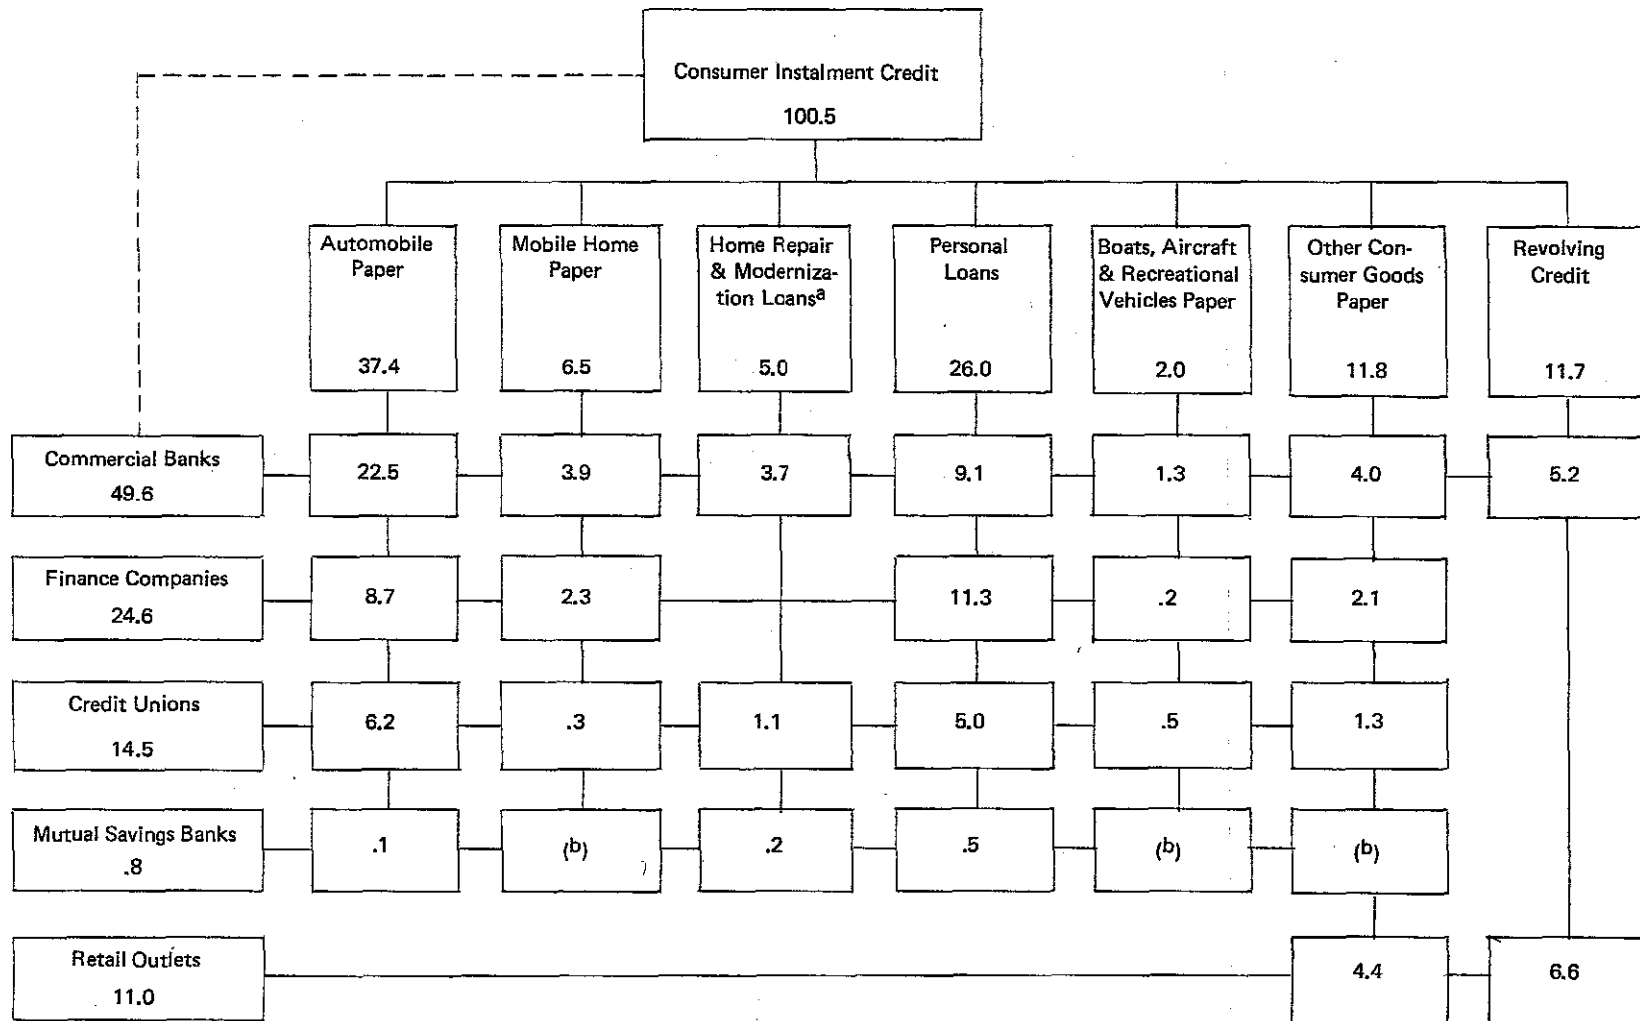 Consumer Instalment Credit
100.5
Automobile
Paper
37.4
Mobile Home
Paper
6.5
Home Repair
& Moderniza-
tion Loansa
5.0
Personal
Loans
26.0
Boats, Aircraft
& Recreational
Vehicles Paper
2.0
Other Con-
sumer Goods
Paper
11.8
Revolving
Credit
11.7
Commercial Banks
49.6
22.5
3.9
3.7
9.1
1.3
4.0
5.2
Finance Companies
24.6
8.7
2.3
11.3
.2
2.1
Credit Unions
14.5
6.2
.3
1.1
5.0
.5
1.3
Mutual Savings Banks
.8
.1
(b)
.2
.5
(b)
(b)
Retail Outlets
11.0
4.4
6.6